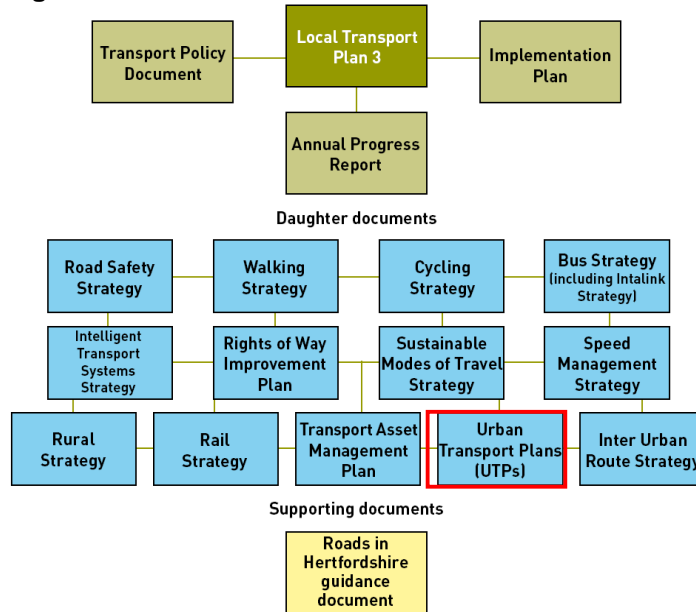 Local Transport
Plan 3
Transport Policy
Document
Implementation
Plan
Annual Progress
Report
Daughter documents
Road Safety
Strategy
Walking
Strategy
Cycling
Strategy
Bus Strategy
(including Intalink
Strategy)
Intelligent
Transport
Systems
Strategy
Rights of Way
Improvement
Plan
Sustainable
Modes of Travel
Strategy
Speed
Management
Strategy
Rural
Strategy
Rail
Strategy
Transport Asset
Management
Plan
Urban
Transport Plans
(UTPs)
Inter Urban
Route Strategy
Supporting documents
Roads in
Hertfordshire
guidance
document